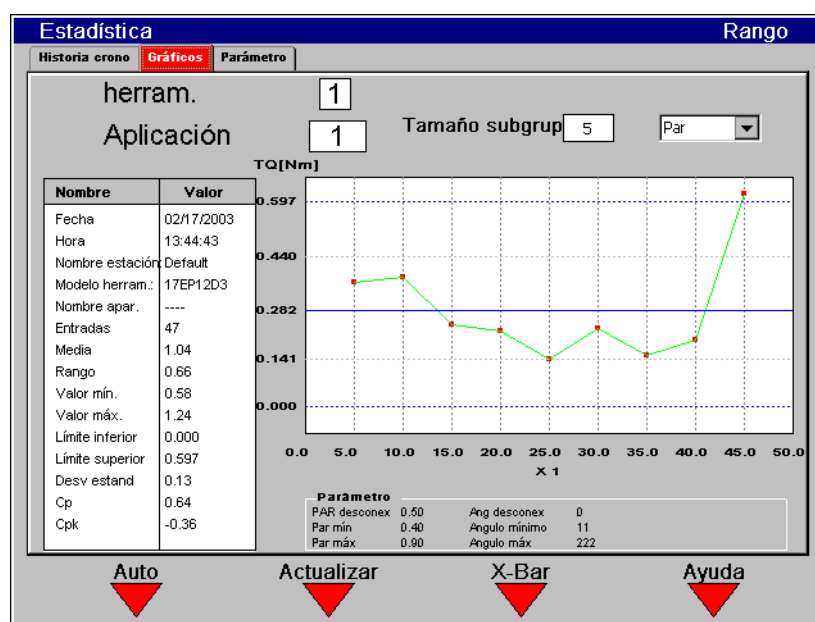 Estadística Rango
Historia crono Gráficos Parámetro
herram. 1
Aplicación 1
Tamaño subgrup 5 Par
TQ[Nm]
Nombre Valor
Fecha 02/17/2003
Hora 13:44:43
Nombre estación: Default
Modelo herram.: 17EP12D3
Nombre apar. ----
Entradas 47
Media 1.04
Rango 0.66
Valor mín. 0.58
Valor máx. 1.24
Límite inferior 0.000
Límite superior 0.597
Desv estand 0.13
Cp 0.64
Cpk -0.36
0.597
0.440
0.282
0.141
0.000
0.0 5.0 10.0 15.0 20.0 25.0 30.0 35.0 40.0 45.0 50.0
X 1
Parámetro
PAR desconex 0.50 Ang desconex 0
Par mín 0.40 Angulo mínimo 11
Par máx 0.90 Angulo máx 222
Auto Actualizar X-Bar Ayuda